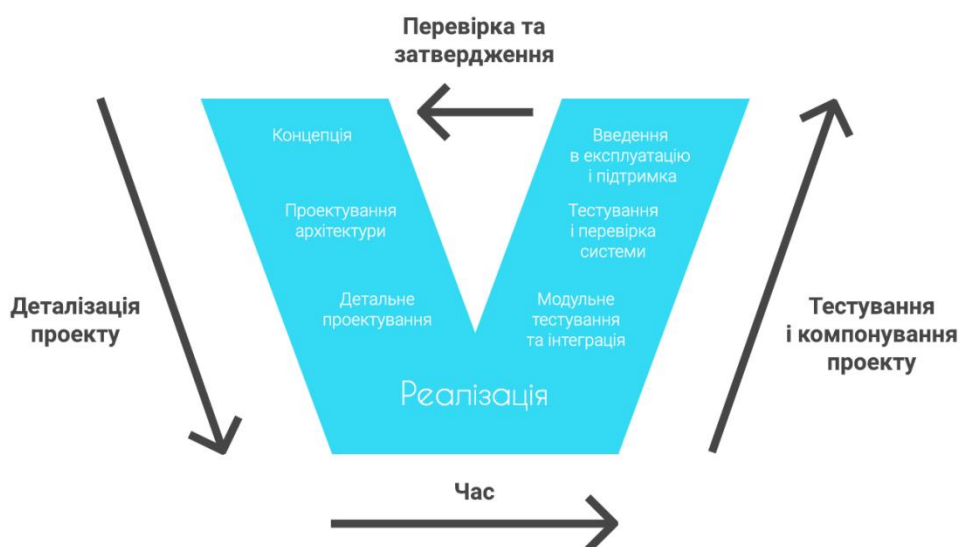 Перевірка та
затвердження
Концепція
Проектування
архітектури
Детальне
проектування
Введення
в експлуатацію
і підтримка
Тестування
і перевірка
системи
Модульне
тестування
та інтеграція
Реалізація
Деталізація
проекту
Тестування
і компонування
проекту
Час